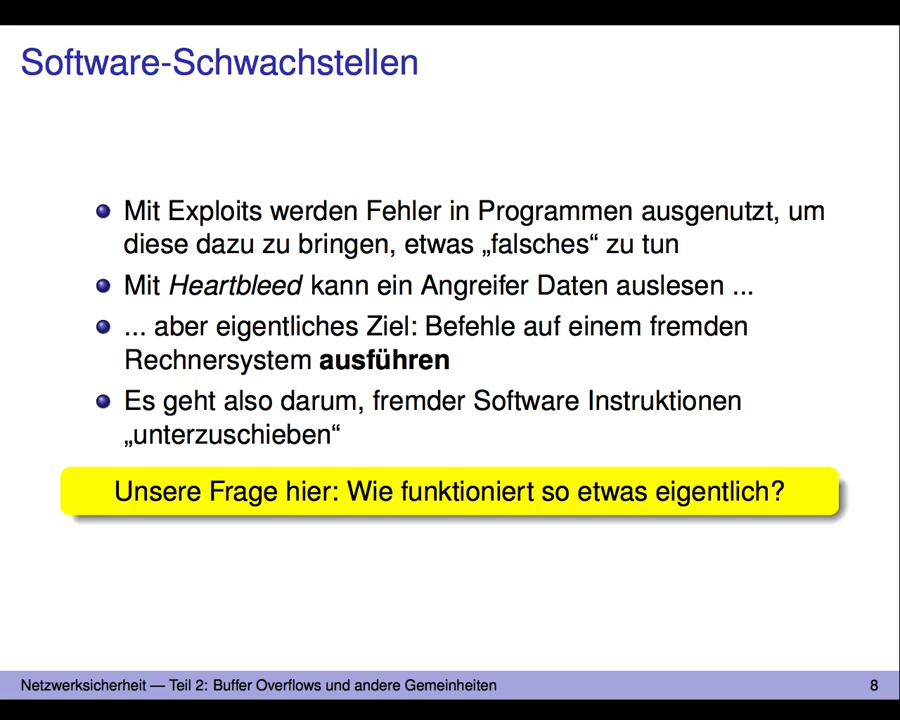 Software-Schwachstellen
Mit Exploits werden Fehler in Programmen ausgenutzt, um
diese dazu zu bringen, etwas „falsches“ zu tun
Mit Heartbleed kann ein Angreifer Daten auslesen ...
... aber eigentliches Ziel: Befehle auf einem fremden
Rechnersystem ausführen
Es geht also darum, fremder Software Instruktionen
„unterzuschieben“
Unsere Frage hier: Wie funktioniert so etwas eigentlich?
Netzwerksicherheit — Teil 2: Buffer Overflows und andere Gemeinheiten 8